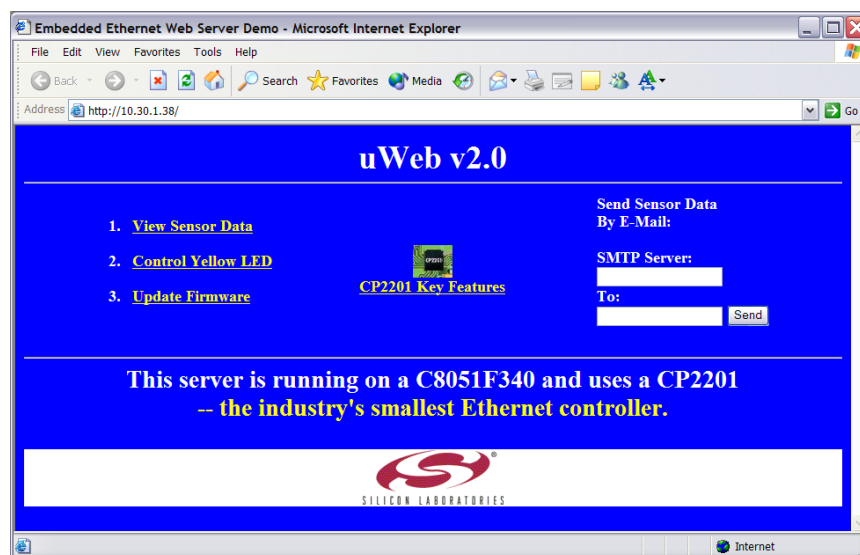 Embedded Ethernet Web Server Demo - Microsoft Internet Explorer
File Edit View Favorites Tools Help
Back Search Favorites Media
Address http://10.30.1.38/ Go
uWeb v2.0
1. View Sensor Data
2. Control Yellow LED
3. Update Firmware
CP2201
CP2201 Key Features
Send Sensor Data
By E-Mail:
SMTP Server:
To:
Send
This server is running on a C8051F340 and uses a CP2201
-- the industry's smallest Ethernet controller.
SILICON LABORATORIES
®
Internet